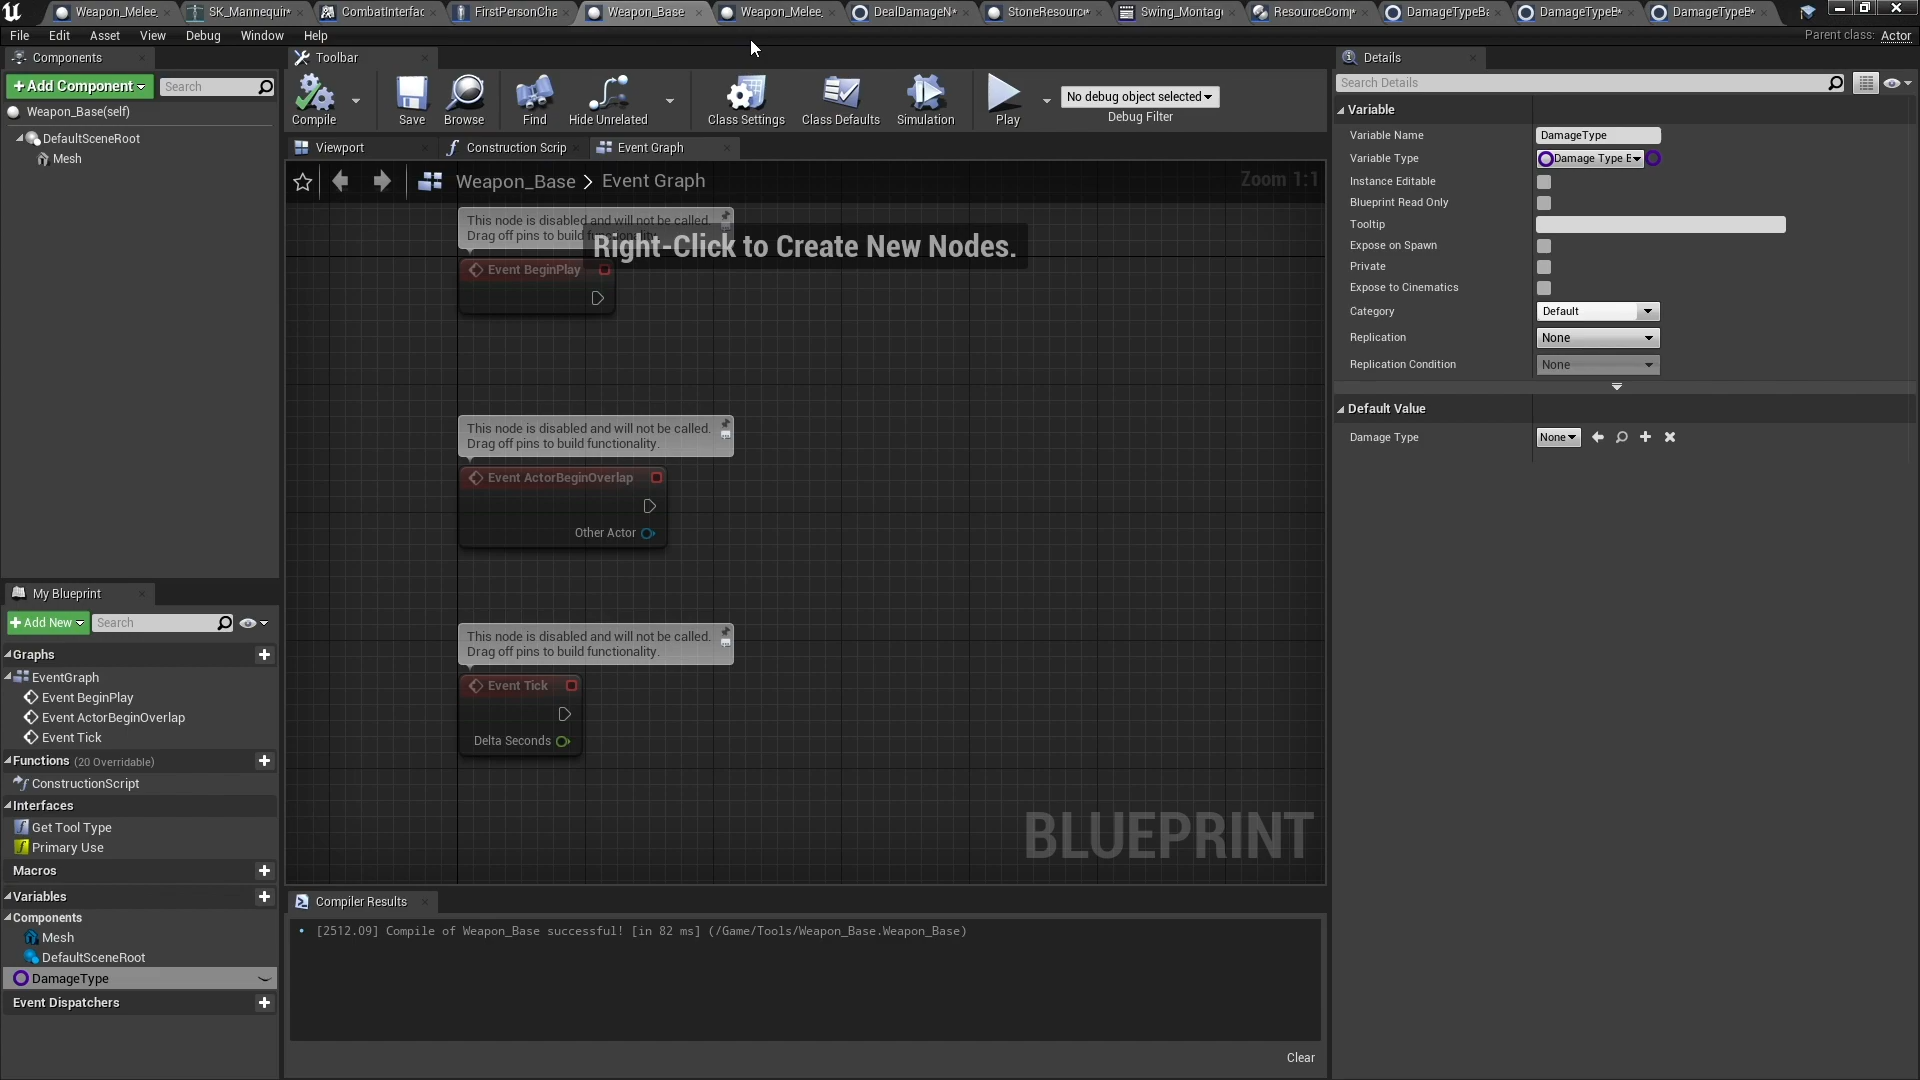 Weapon_Melee
SK_Mannequin*
CombatInterfac
FirstPersonCha
Weapon_Base
Weapon_Melee
DealDamageN*
StoneResourc*
Swing_Montag
ResourceComp*
DamageTypeBa
DamageTypeB*
DamageTypeB*
File Edit Asset View Debug Window Help
Parent class: Actor
Components
Toolbar
Details
+Add Component
Search
Weapon_Base(self)
DefaultSceneRoot
Mesh
Compile
Save
Browse
Find
Hide Unrelated
Class Settings
Class Defaults
Simulation
Play
No debug object selected
Debug Filter
Viewport
Construction Scrip
Event Graph
Weapon_Base > Event Graph
Zoom 1:1
This node is disabled and will not be called.
Drag off pins to build functionality.
Right-Click to Create New Nodes.
Event BeginPlay
This node is disabled and will not be called.
Drag off pins to build functionality.
Event ActorBeginOverlap
Other Actor
This node is disabled and will not be called.
Drag off pins to build functionality.
Event Tick
Delta Seconds
BLUEPRINT
My Blueprint
+Add New
Search
Graphs
EventGraph
Event BeginPlay
Event ActorBeginOverlap
Event Tick
Functions (20 Overridable)
ConstructionScript
Interfaces
Get Tool Type
Primary Use
Macros
Variables
Components
Mesh
DefaultSceneRoot
DamageType
Event Dispatchers
Compiler Results
[2512.09] Compile of Weapon_Base successful! [in 82 ms] (/Game/Tools/Weapon_Base.Weapon_Base)
Clear
Search Details
Variable
Variable Name DamageType
Variable Type Damage Type B
Instance Editable
Blueprint Read Only
Tooltip
Expose on Spawn
Private
Expose to Cinematics
Category Default
Replication None
Replication Condition None
Default Value
Damage Type None